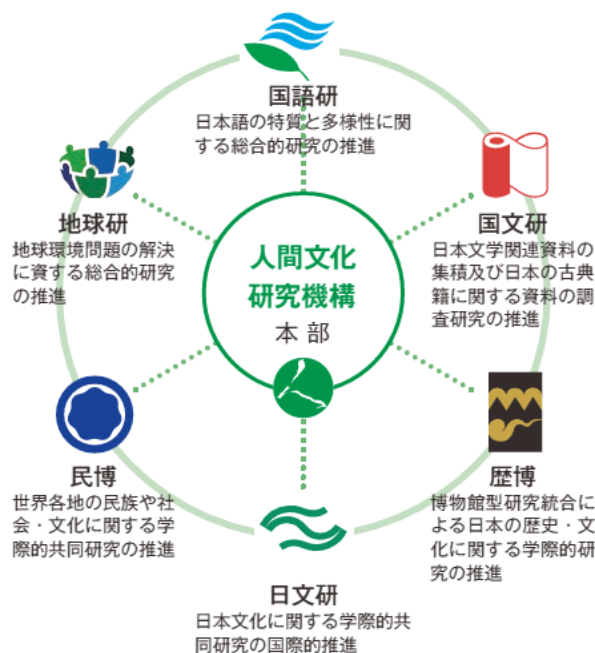 国語研
日本語の特質と多様性に関
する総合的研究の推進
地球研
地球環境問題の解決
に資する総合的研究
の推進
国文研
日本文学関連資料の
集積及び日本の古典
籍に関する資料の調
査研究の推進
人間文化
研究機構
本部
民博
世界各地の民族や社
会・文化に関する学
際的共同研究の推進
歴博
博物館型研究統合に
よる日本の歴史・文
化に関する学際的研
究の推進
日文研
日本文化に関する学際的共
同研究の国際的推進